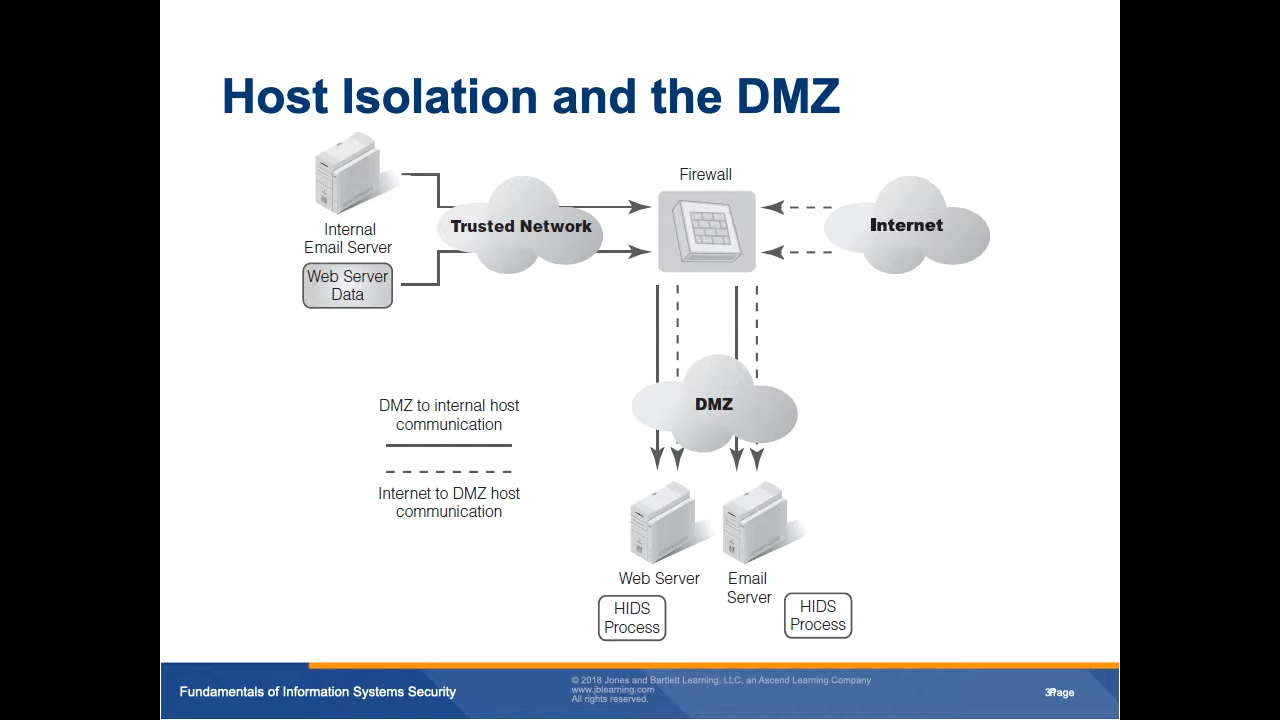 Host Isolation and the DMZ
Firewall
Internal
Email Server
Trusted Network
Internet
Web Server
Data
DMZ
DMZ to internal host
communication
Internet to DMZ host
communication
Web Server
Email
Server
HIDS
Process
HIDS
Process
Fundamentals of Information Systems Security
© 2018 Jones and Bartlett Learning, LLC, an Ascend Learning Company
www.jblearning.com
All rights reserved.
Page